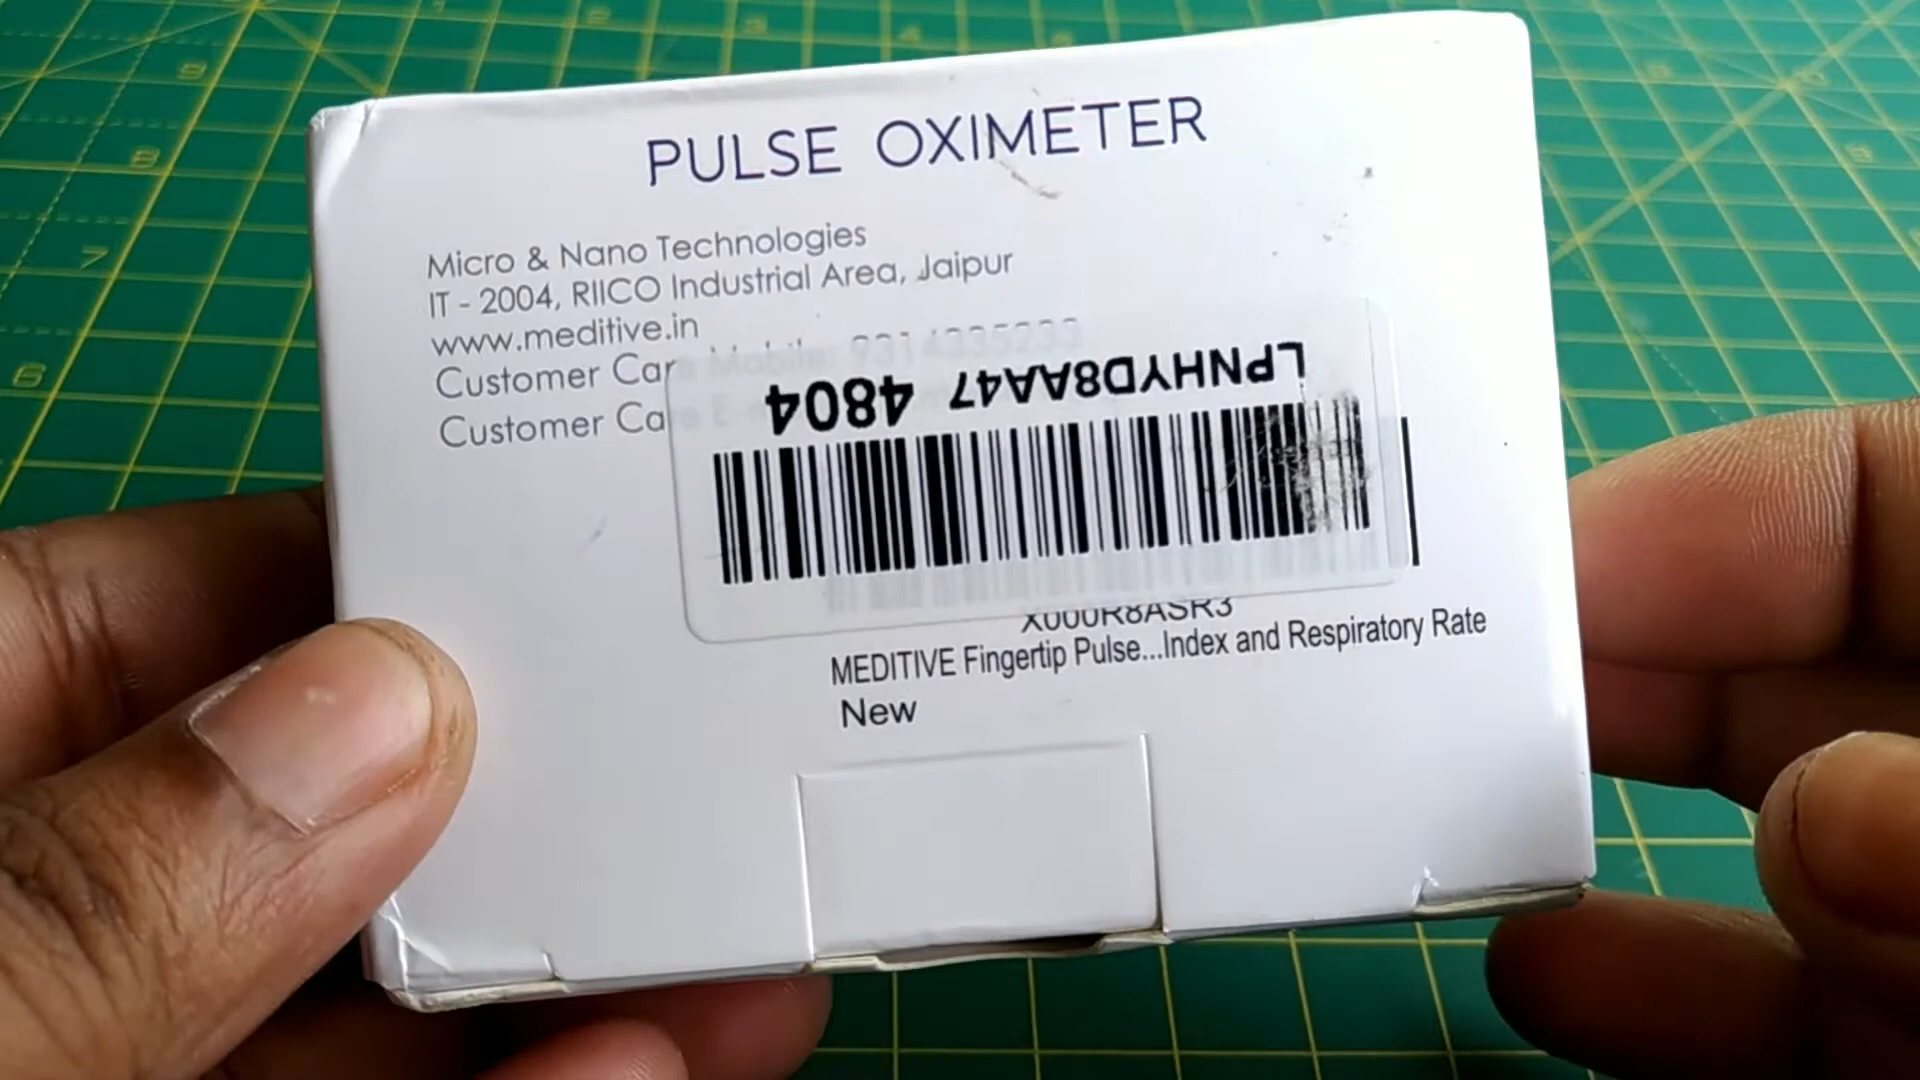 PULSE OXIMETER
Micro & Nano Technologies
IT - 2004, RIICO Industrial Area, Jaipur
www.meditive.in
Customer Care Mobile: 9314335233
Customer Care
4804
X000R8ASR3
MEDITIVE Fingertip Pulse...Index and Respiratory Rate
New